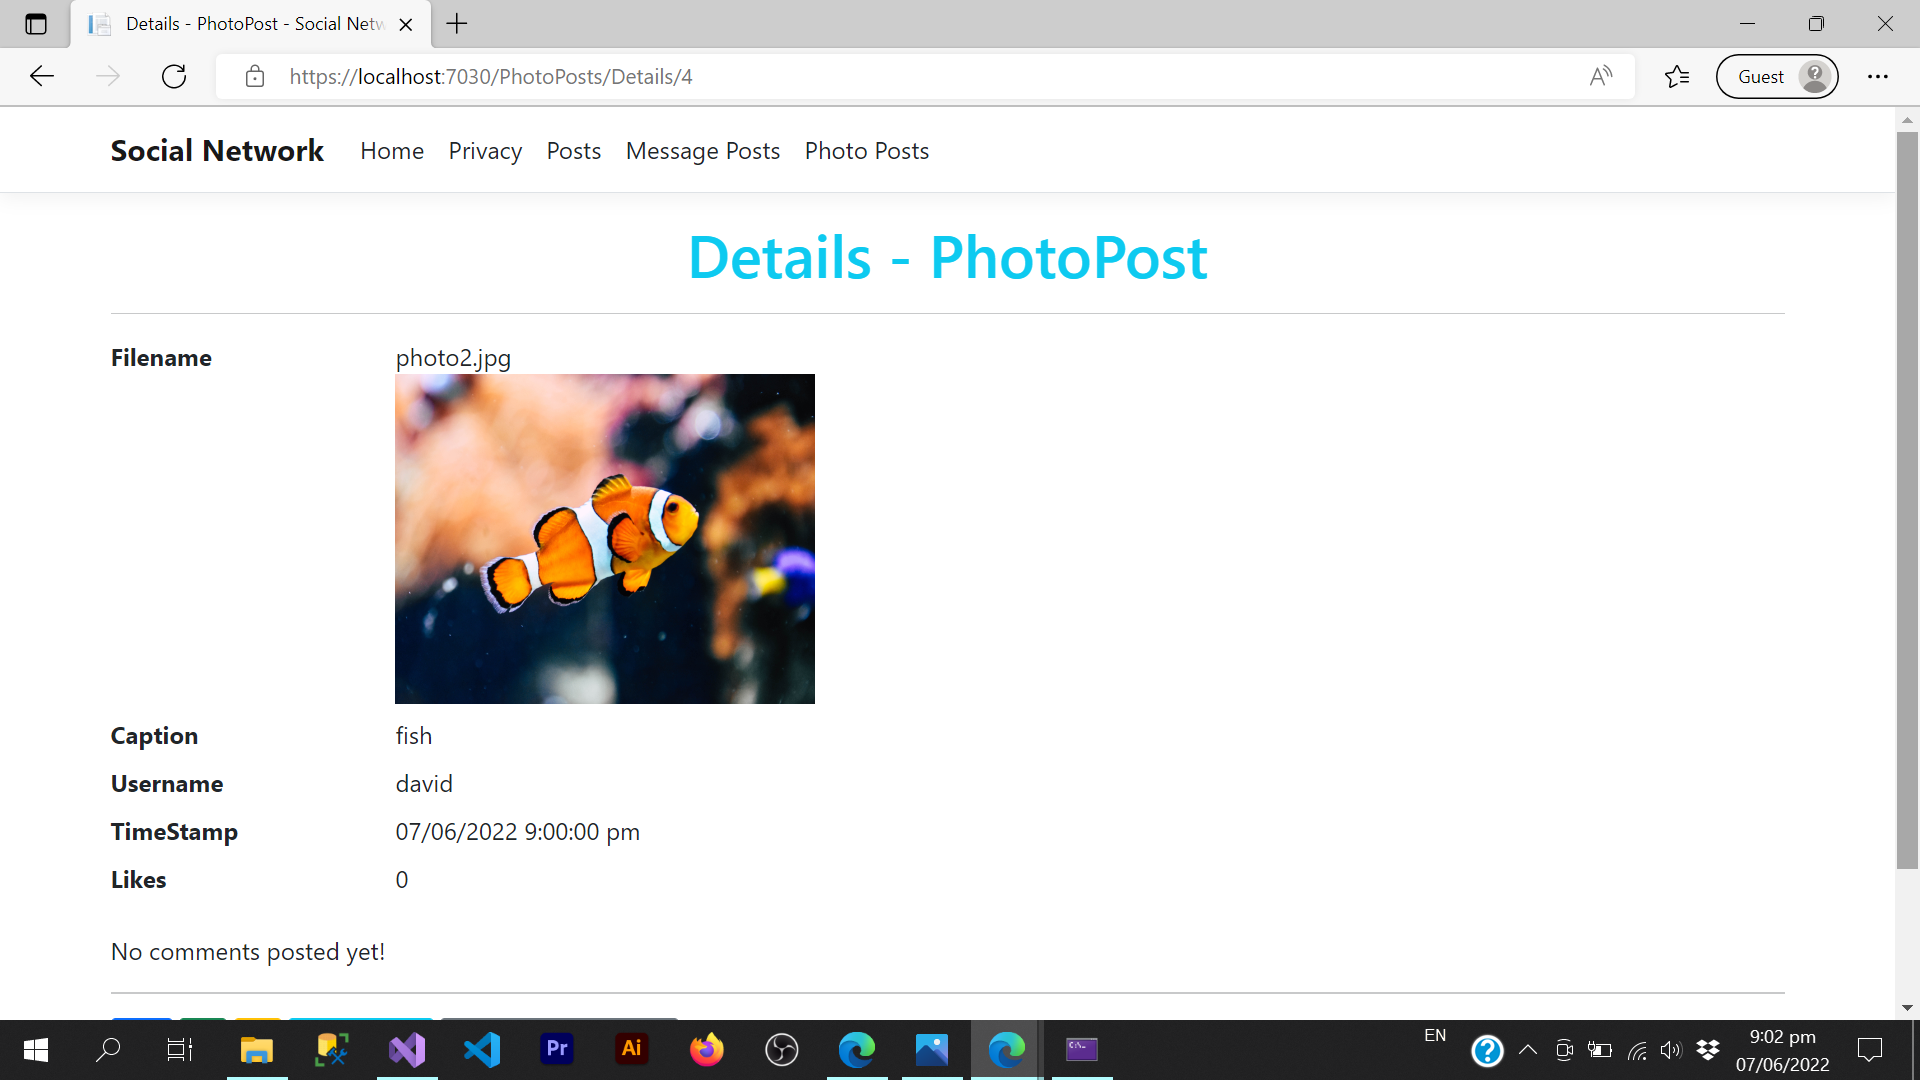 Details - PhotoPost - Social Netw
https://localhost:7030/PhotoPosts/Details/4
Guest
Social Network Home Privacy Posts Message Posts Photo Posts
Details - PhotoPost
Filename photo2.jpg
Caption fish
Username david
TimeStamp 07/06/2022 9:00:00 pm
Likes 0
No comments posted yet!
Pr
Ai
EN
9:02 pm
07/06/2022